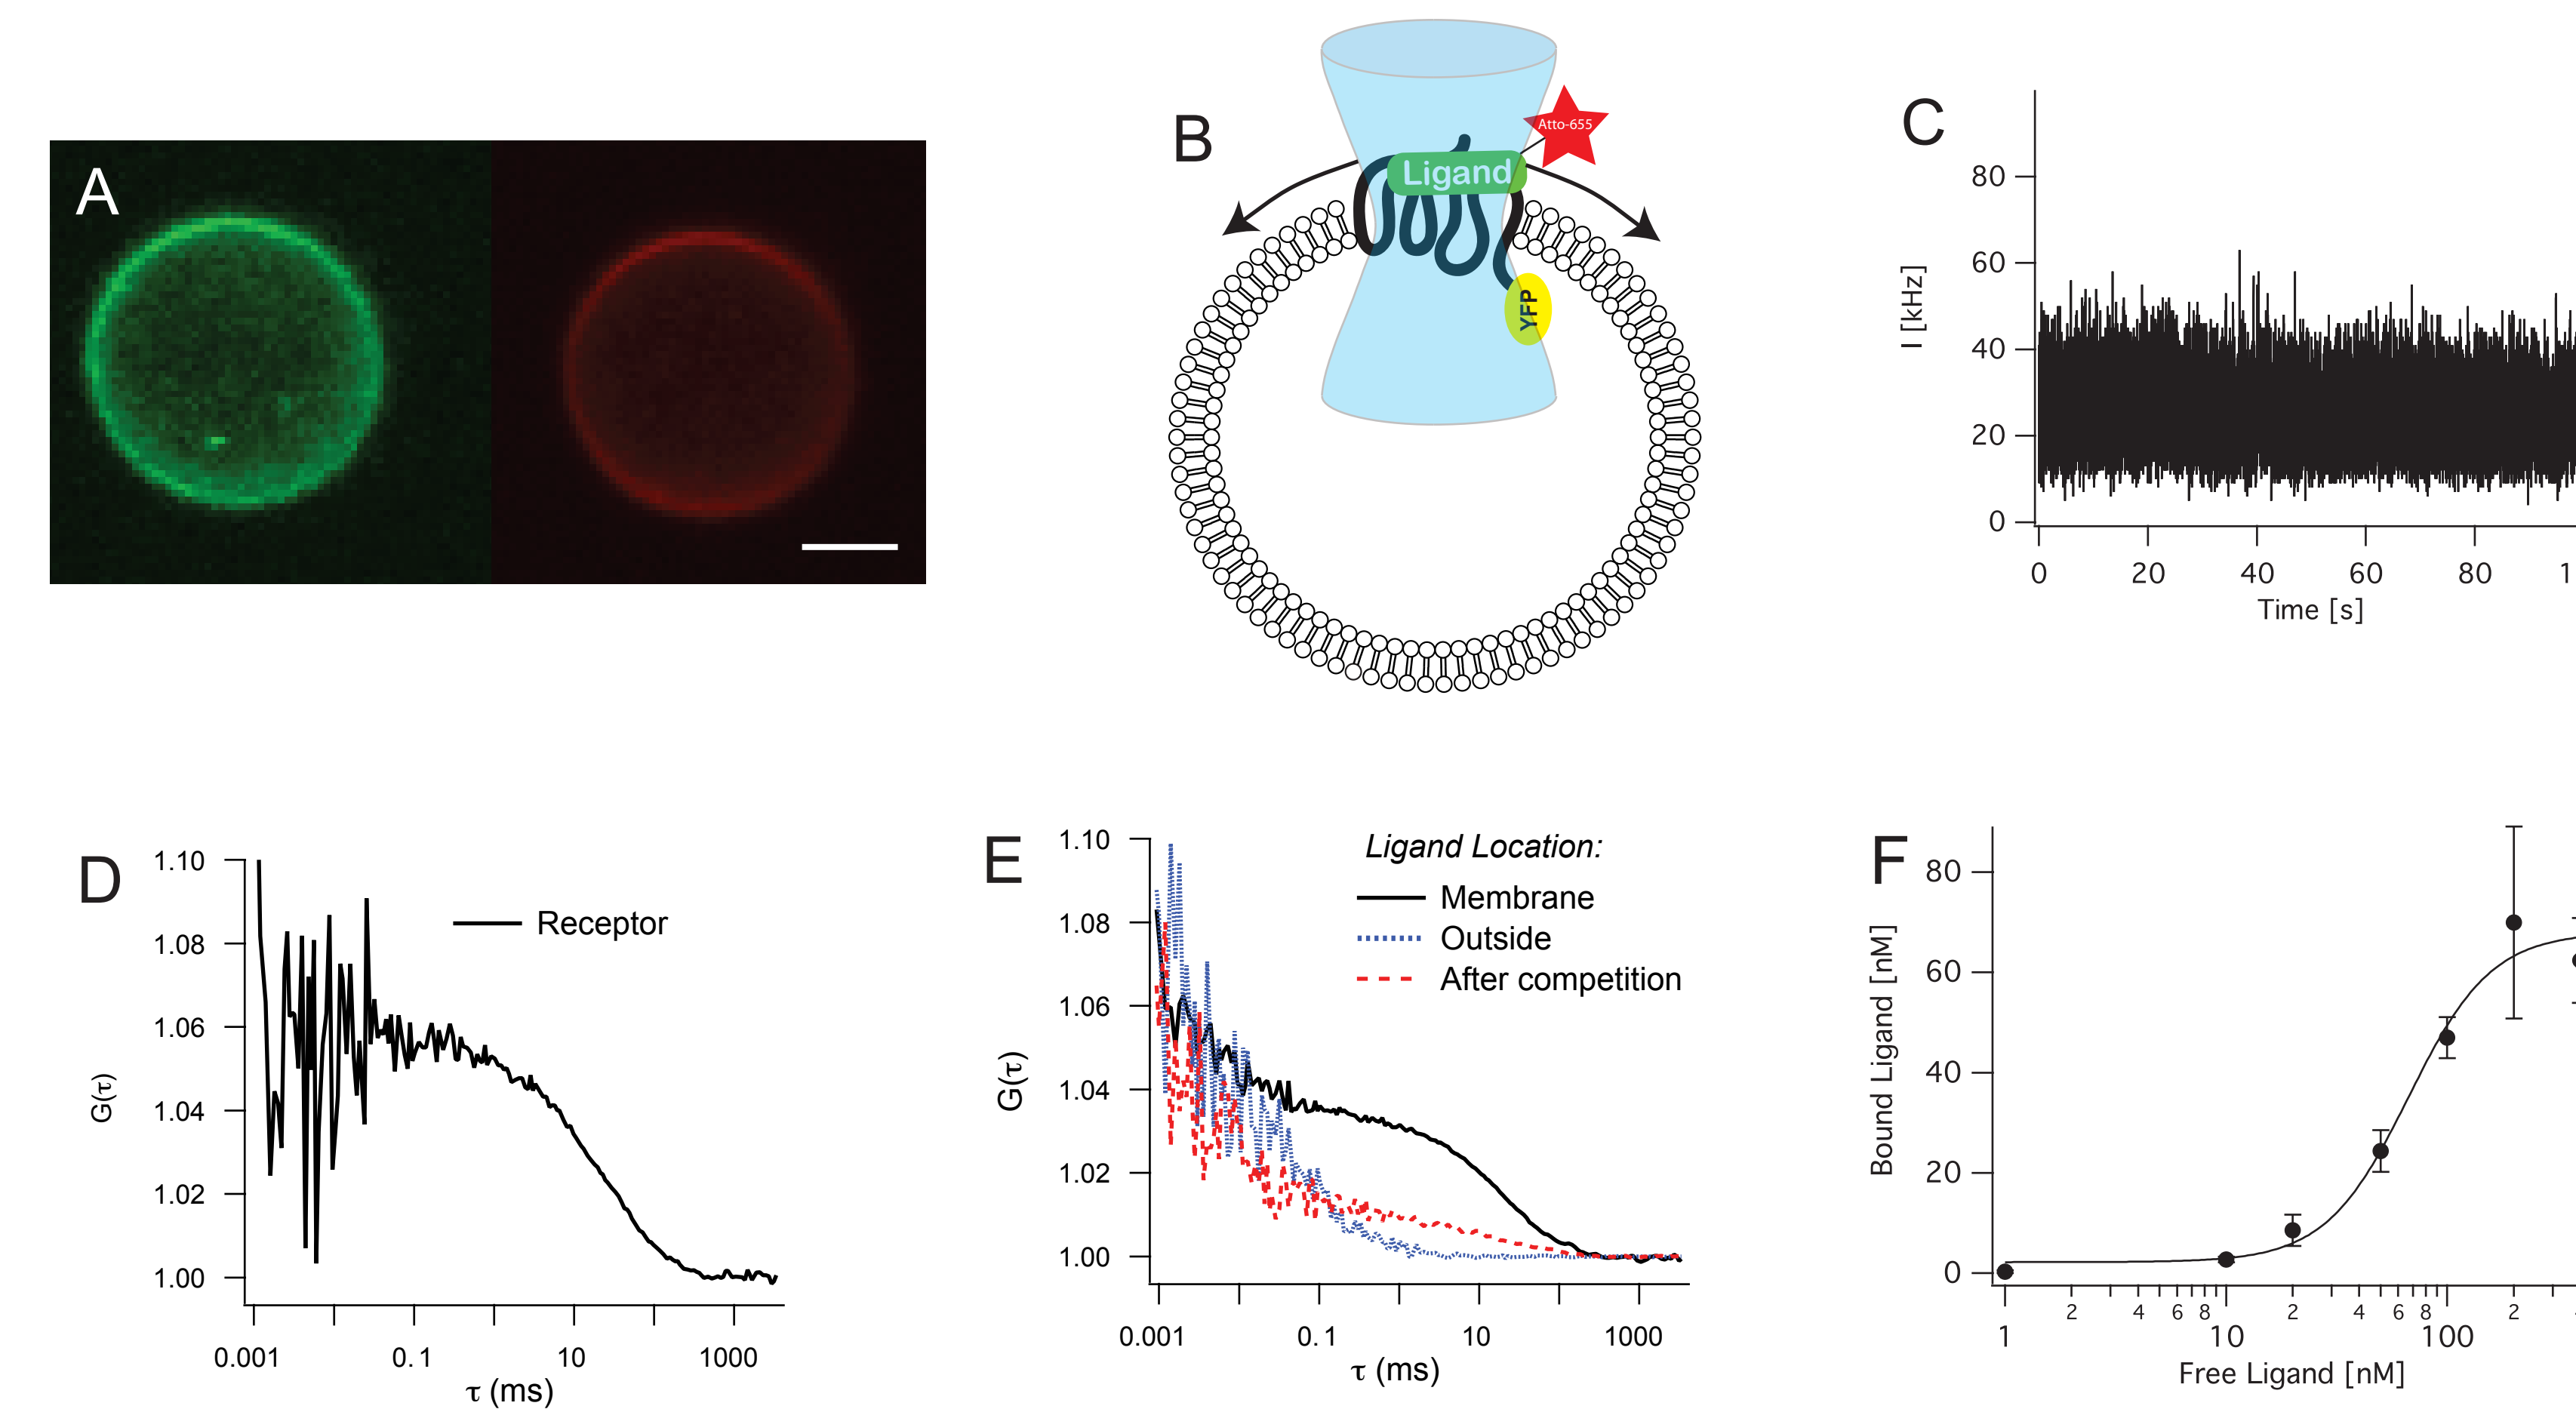 A
B
Atto-655
Ligand
YFP
C
I [kHz]
80
60
40
20
0
0 20 40 60 80 1
Time [s]
D
G(τ)
1.10
1.08
1.06
1.04
1.02
1.00
Receptor
0.001 0.1 10 1000
τ (ms)
E
G(τ)
1.10
1.08
1.06
1.04
1.02
1.00
Ligand Location:
Membrane
Outside
After competition
0.001 0.1 10 1000
τ (ms)
F
Bound Ligand [nM]
80
60
40
20
0
2 4 6 8 2 4 6 8 2
1 10 100
Free Ligand [nM]